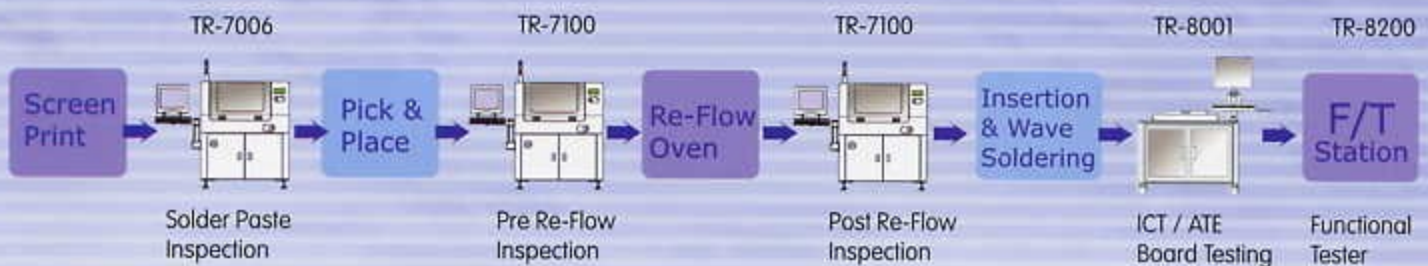 TR-7006
TR-7100
TR-7100
TR-8001
TR-8200
Screen
Print
Pick &
Place
Re-Flow
Oven
Insertion
& Wave
Soldering
F/T
Station
Solder Paste
Inspection
Pre Re-Flow
Inspection
Post Re-Flow
Inspection
ICT / ATE
Board Testing
Functional
Tester